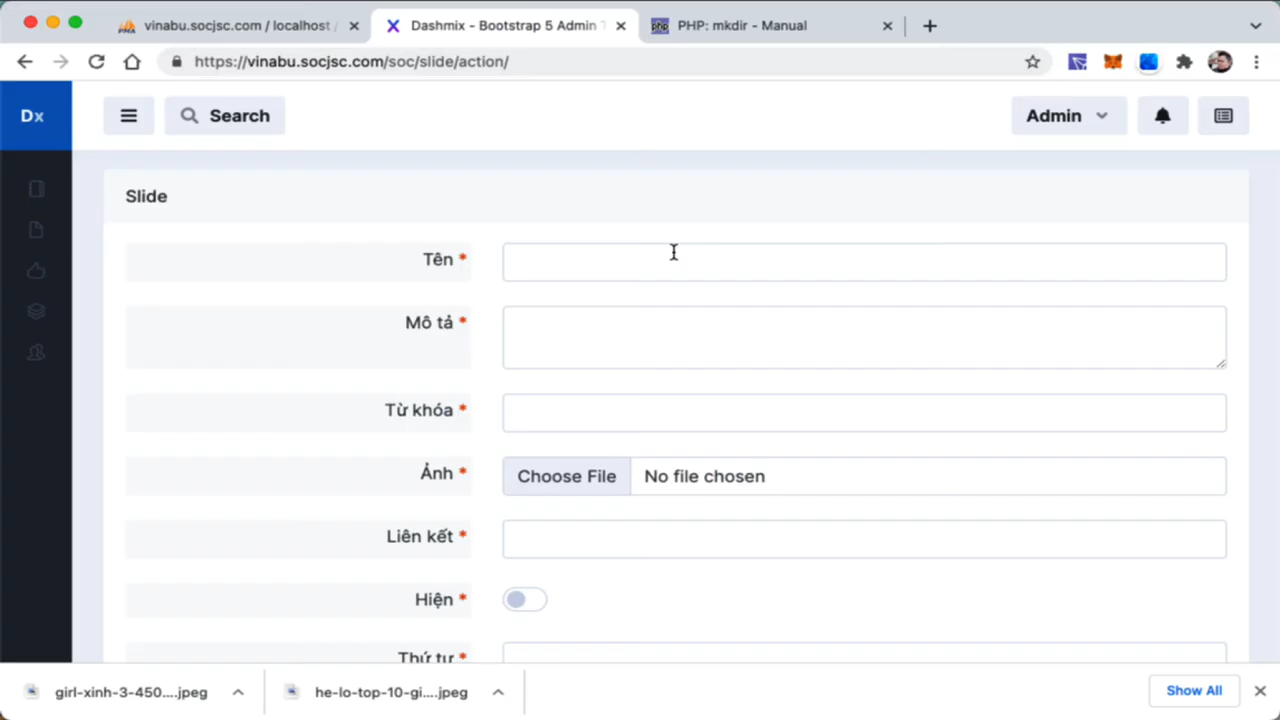 vinabu.socjsc.com / localhost /
Dashmix - Bootstrap 5 Admin T
php PHP: mkdir - Manual
https://vinabu.socjsc.com/soc/slide/action/
Dx
Search
Admin
Slide
Tên *
Mô tả *
Từ khóa *
Ảnh *
Choose File No file chosen
Liên kết *
Hiện *
Thứ tự *
girl-xinh-3-450....jpeg
he-lo-top-10-gi....jpeg
Show All